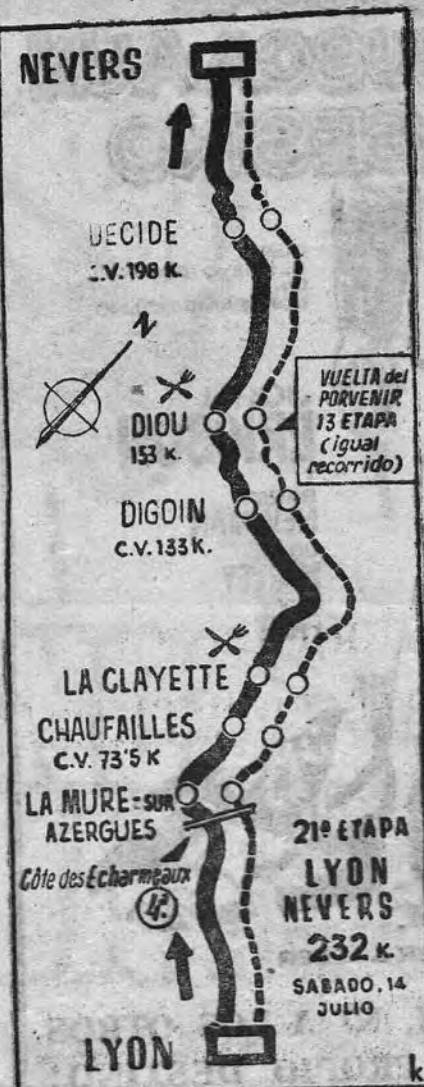 NEVERS
DECIDE
C.V. 198 K.
N
DIOU
153 K.
VUELTA del
PORVENIR
13 ETAPA
(igual
recorrido)
DIGOIN
C.V. 133 K.
LA CLAYETTE
CHAUFAILLES
C.V. 73'5 K
LA MURE=SUR
AZERGUES
Côte des Echarmeaux
4ª
21ª ETAPA
LYON
NEVERS
232 K.
SABADO, 14
JULIO
LYON
k